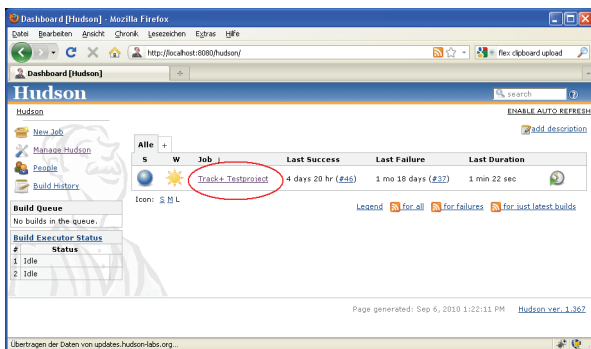 Dashboard [Hudson] - Mozilla Firefox
Datei Bearbeiten Ansicht Chronik Lesezeichen Extras Hilfe
http://localhost:8080/hudson/
flex clipboard upload
Dashboard [Hudson]
Hudson
search
Hudson
ENABLE AUTO REFRESH
New Job
Manage Hudson
People
Build History
add description
Alle +
S W Job ↓ Last Success Last Failure Last Duration
Track+ Testproject 4 days 20 hr (#46) 1 mo 18 days (#37) 1 min 22 sec
Icon: S M L
Legend for all for failures for just latest builds
Build Queue
No builds in the queue.
Build Executor Status
# Status
1 Idle
2 Idle
Page generated: Sep 6, 2010 1:22:11 PM Hudson ver. 1.367
Übertragen der Daten von updates.hudson-labs.org...